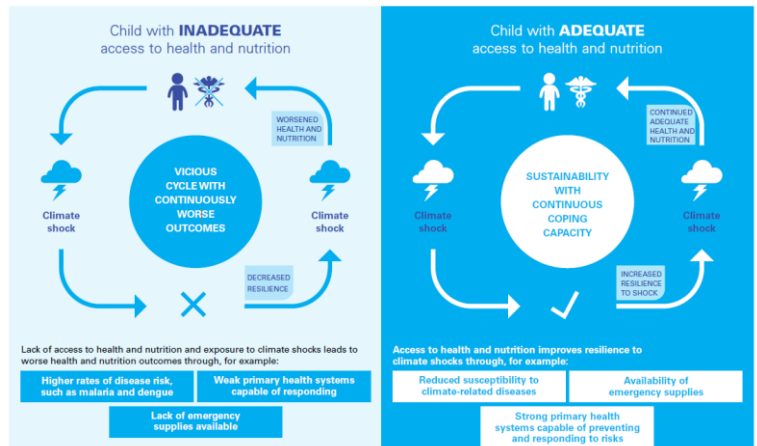 Child with INADEQUATE
access to health and nutrition
WORSENED
HEALTH AND
NUTRITION
VICIOUS
CYCLE WITH
CONTINUOUSLY
WORSE
OUTCOMES
Climate
shock
Climate
shock
DECREASED
RESILIENCE
Lack of access to health and nutrition and exposure to climate shocks leads to
worse health and nutrition outcomes through, for example:
Higher rates of disease risk,
such as malaria and dengue
Weak primary health systems
capable of responding
Lack of emergency
supplies available
Child with ADEQUATE
access to health and nutrition
CONTINUED
ADEQUATE
HEALTH AND
NUTRITION
SUSTAINABILITY
WITH
CONTINUOUS
COPING
CAPACITY
Climate
shock
Climate
shock
INCREASED
RESILIENCE
TO SHOCK
Access to health and nutrition improves resilience to
climate shocks through, for example:
Reduced susceptibility to
climate-related diseases
Availability of
emergency supplies
Strong primary health
systems capable of preventing
and responding to risks